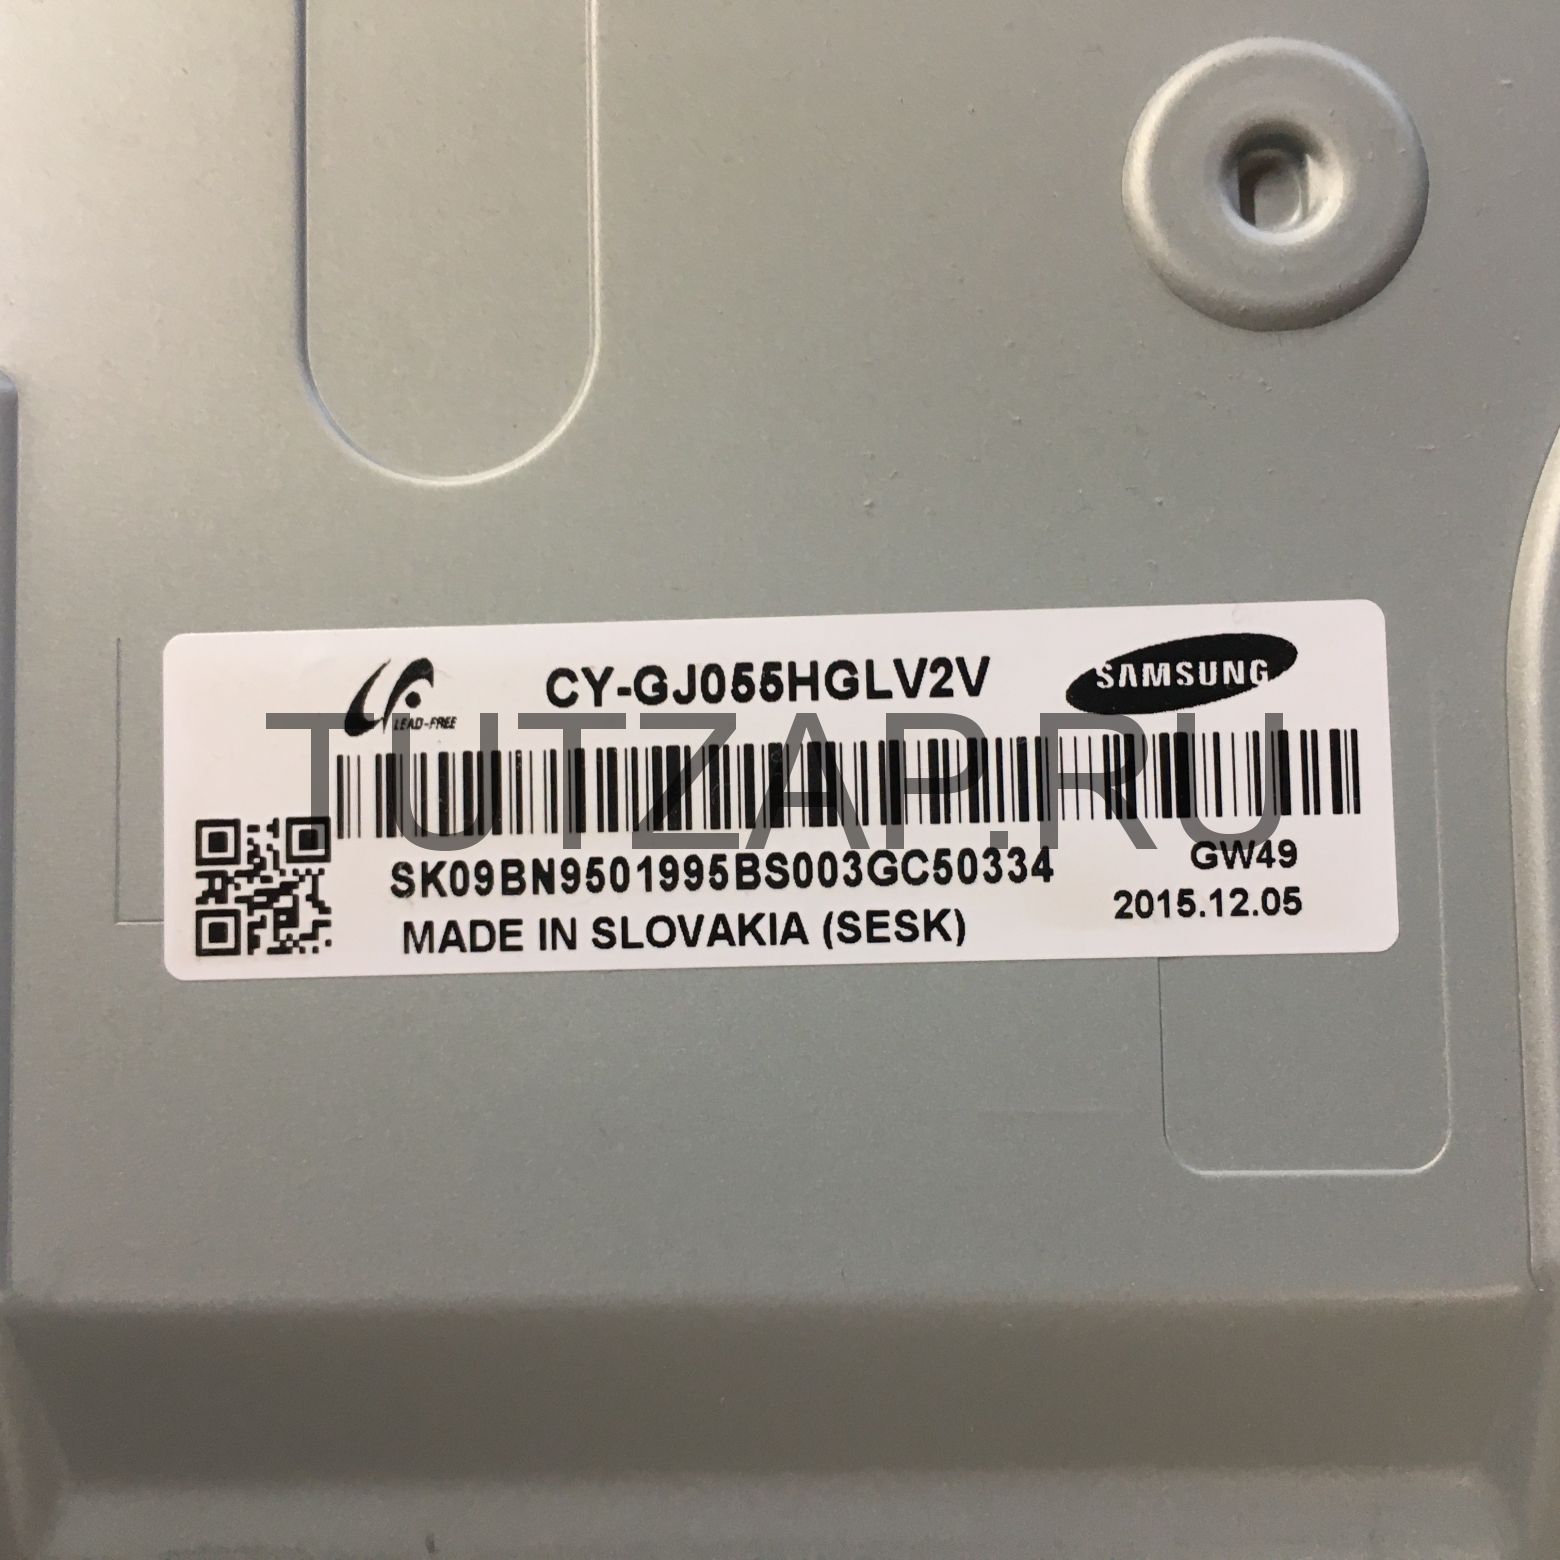 CY-GJ055HGLV2V
SAMSUNG
LEAD-FREE
TUTZAP.RU
SK09BN9501995BS003GC50334
GW49
MADE IN SLOVAKIA (SESK)
2015.12.05